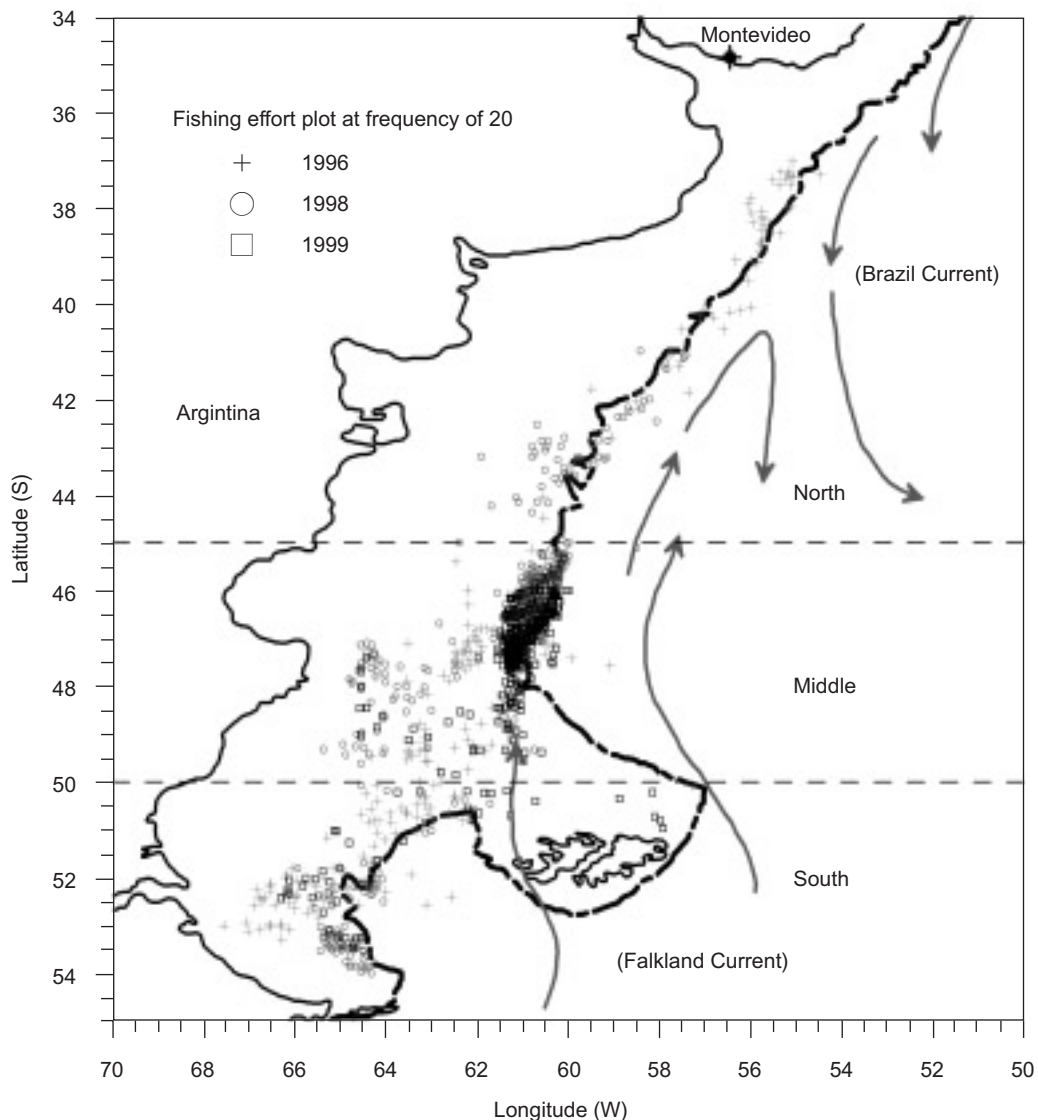 34
36
38
40
42
44
46
48
50
52
54
Latitude (S)
Montevideo
Fishing effort plot at frequency of 20
1996
1998
1999
(Brazil Current)
Argintina
North
Middle
South
(Falkland Current)
70 68 66 64 62 60 58 56 54 52 50
Longitude (W)